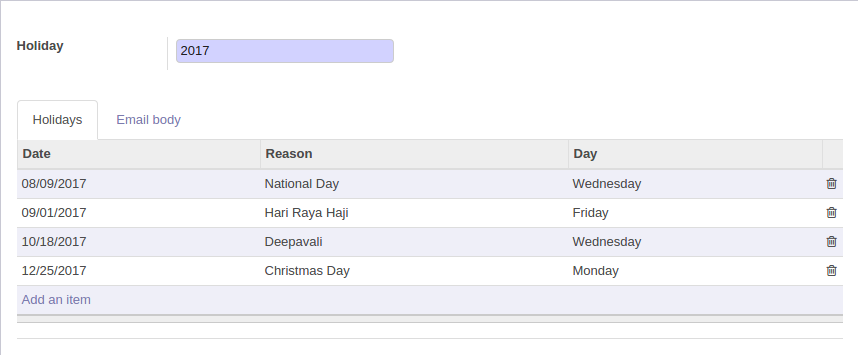 Holiday 2017
Holidays Email body
Date Reason Day
08/09/2017 National Day Wednesday
09/01/2017 Hari Raya Haji Friday
10/18/2017 Deepavali Wednesday
12/25/2017 Christmas Day Monday
Add an item